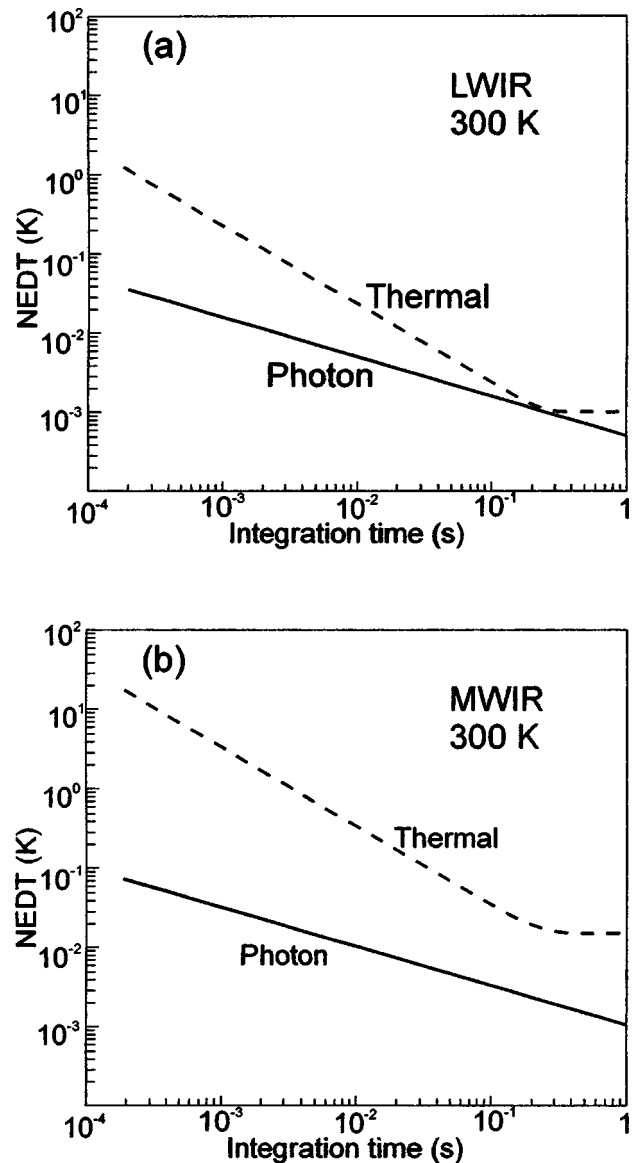 (a)
LWIR
300 K
NEDT (K)
10²
10¹
10⁰
10⁻¹
10⁻²
10⁻³
Thermal
Photon
10⁻⁴ 10⁻³ 10⁻² 10⁻¹ 1
Integration time (s)
(b)
MWIR
300 K
NEDT (K)
10²
10¹
10⁰
10⁻¹
10⁻²
10⁻³
Thermal
Photon
10⁻⁴ 10⁻³ 10⁻² 10⁻¹ 1
Integration time (s)